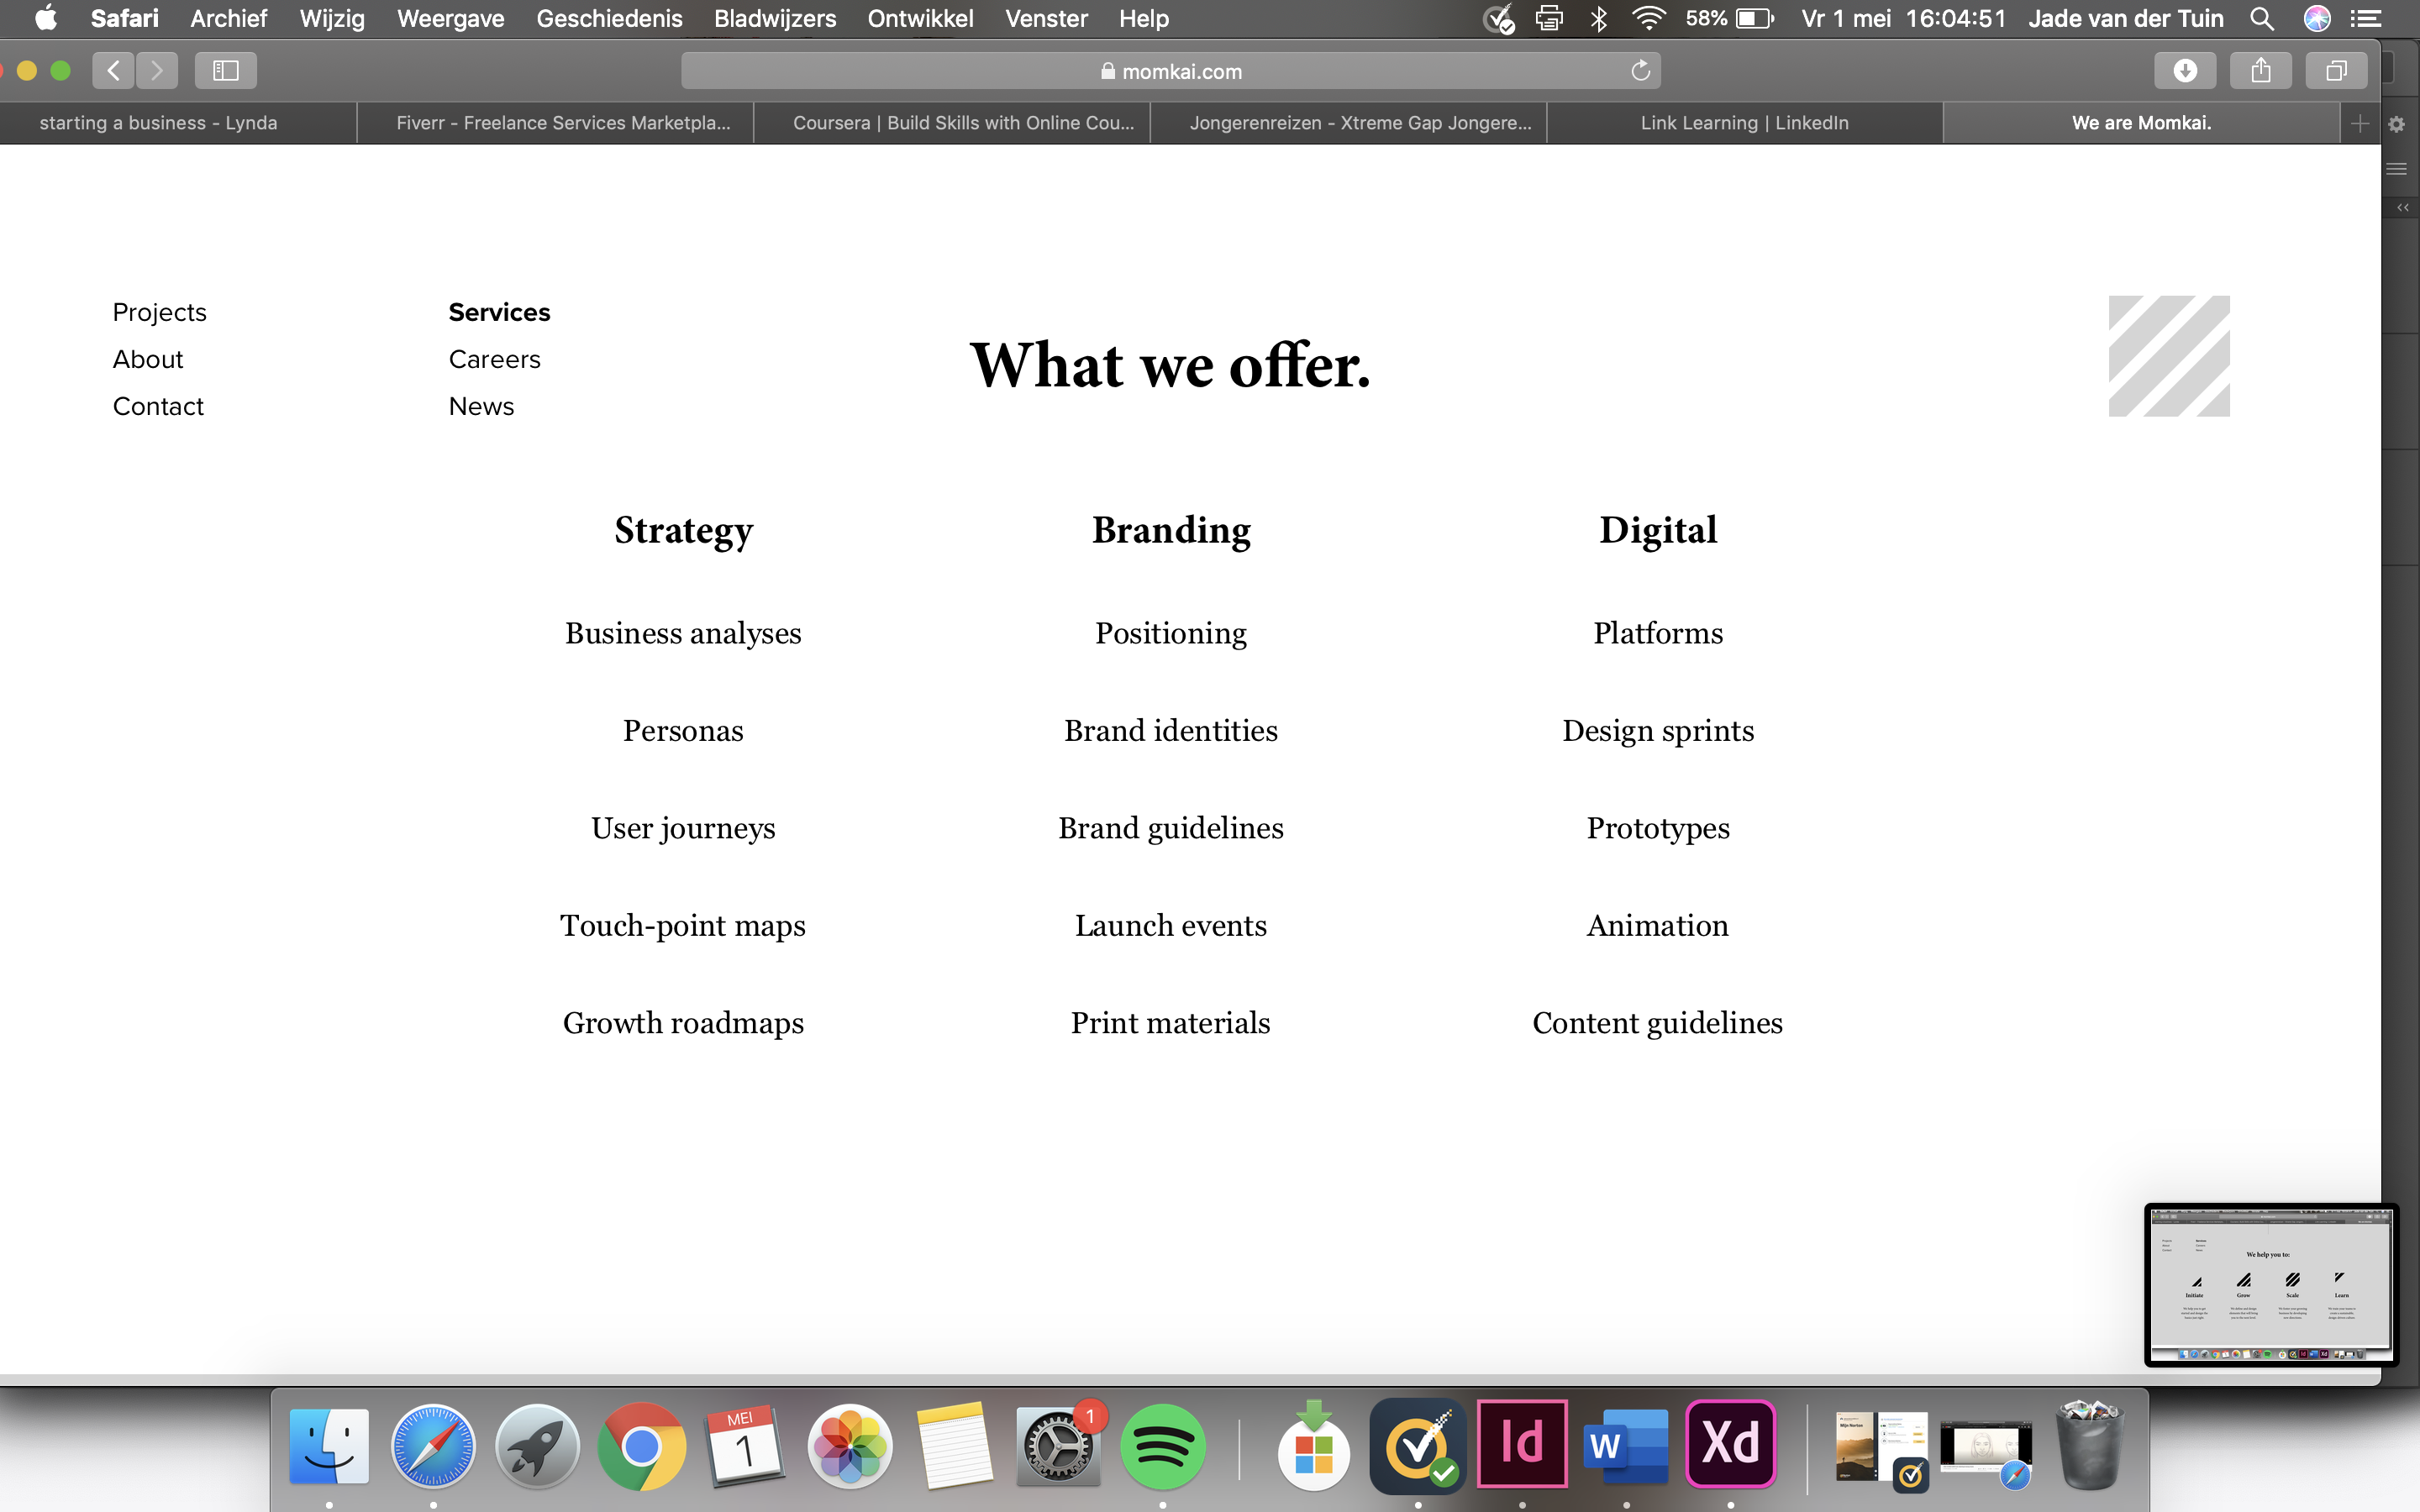 Safari Archief Wijzig Weergave Geschiedenis Bladwijzers Ontwikkel Venster Help 58% Vr 1 mei 16:04:51 Jade van der Tuin
momkai.com
starting a business - Lynda Fiverr - Freelance Services Marketpla... Coursera | Build Skills with Online Cou... Jongerenreizen - Xtreme Gap Jongere... Link Learning | LinkedIn We are Momkai.
Projects Services
About Careers
Contact News
What we offer.
Strategy Branding Digital
Business analyses Positioning Platforms
Personas Brand identities Design sprints
User journeys Brand guidelines Prototypes
Touch-point maps Launch events Animation
Growth roadmaps Print materials Content guidelines
We help you to:
Initiate Grow Scale Learn
MEI
1
1
Id
W
Xd